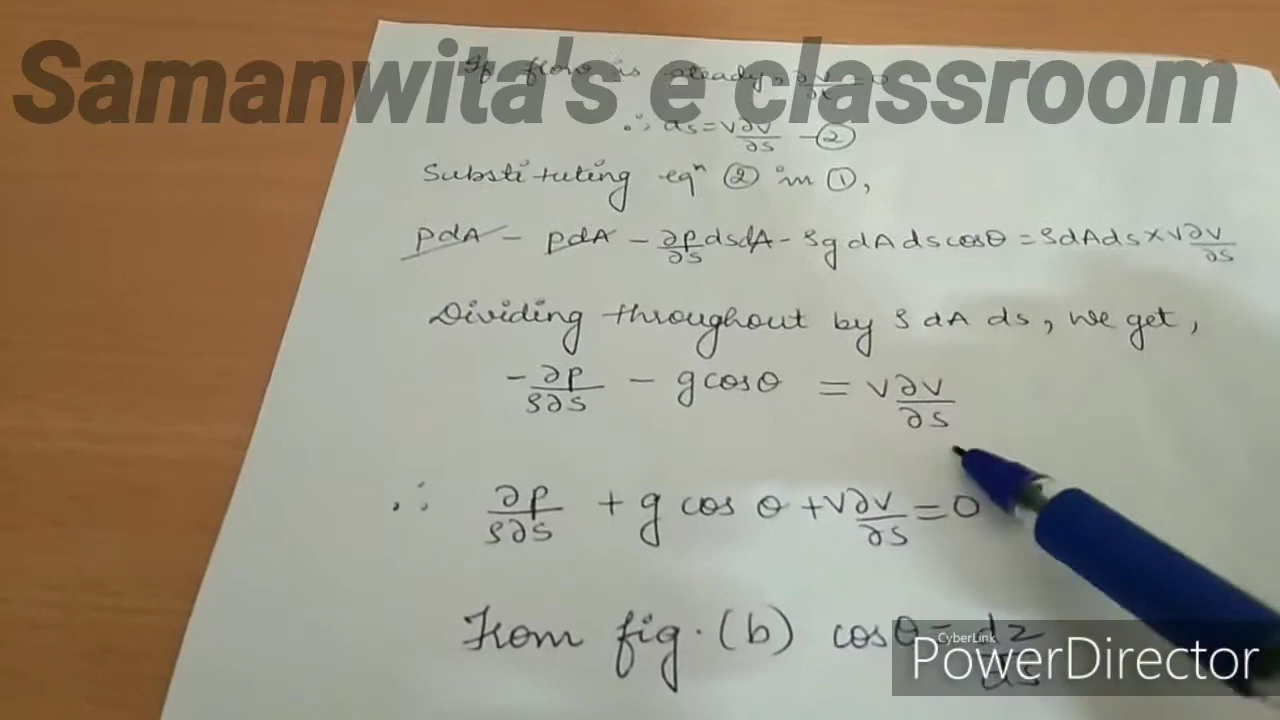 Samanwita's e classroom
If flow is steady, ∂v/∂t = 0
∴ as = v∂v/∂s - ②
Substituting eqⁿ ② in ①,
pdA - pdA - ∂p/∂s dsdA - ρg dA ds cosθ = ρdAds × v∂v/∂s
Dividing throughout by ρ dA ds, we get,
-∂p/ρ∂s - g cosθ = v∂v/∂s
∴ ∂p/ρ∂s + g cos θ + v∂v/∂s = 0
From fig. (b) cosθ = dz/ds
CyberLink
PowerDirector